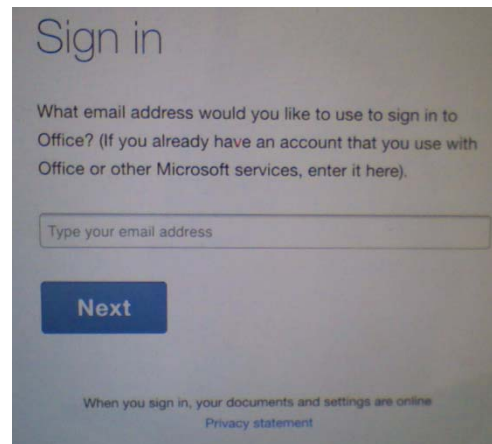 Sign in
What email address would you like to use to sign in to
Office? (If you already have an account that you use with
Office or other Microsoft services, enter it here).
Type your email address
Next
When you sign in, your documents and settings are online
Privacy statement